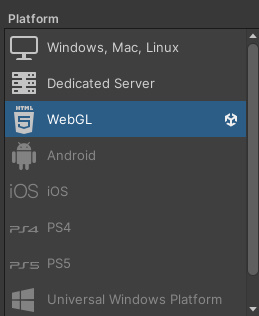 Platform
Windows, Mac, Linux
Dedicated Server
HTML
5 WebGL
Android
iOS iOS
PS4 PS4
PS5 PS5
Universal Windows Platform